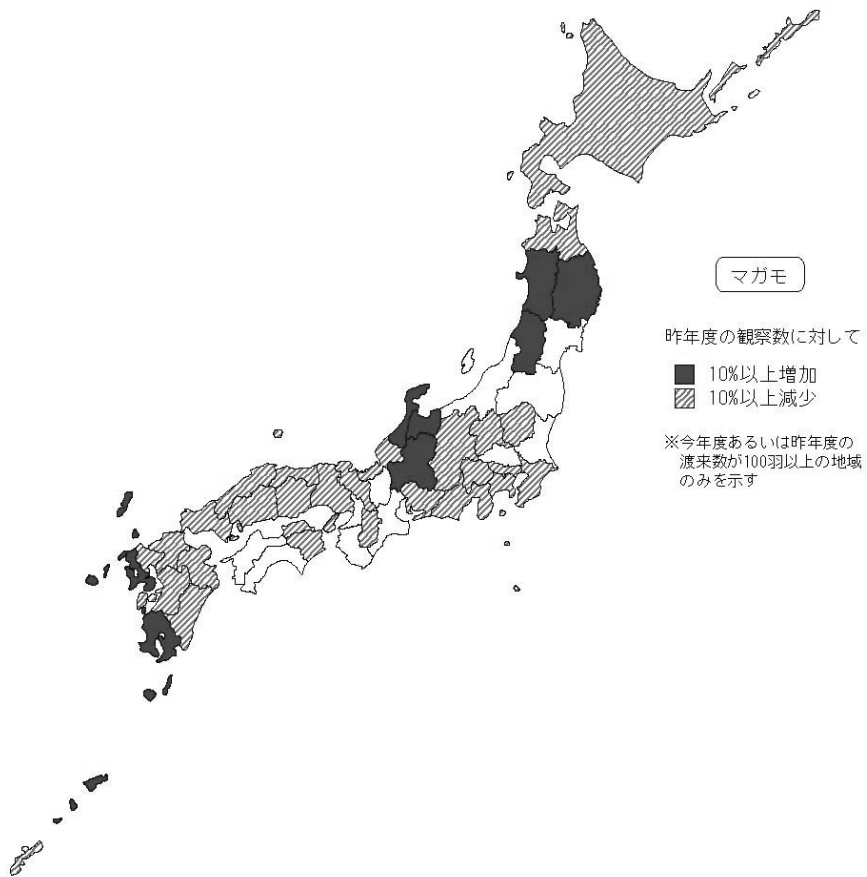 マガモ
昨年度の観察数に対して
10%以上増加
10%以上減少
※今年度あるいは昨年度の
渡来数が100羽以上の地域
のみを示す